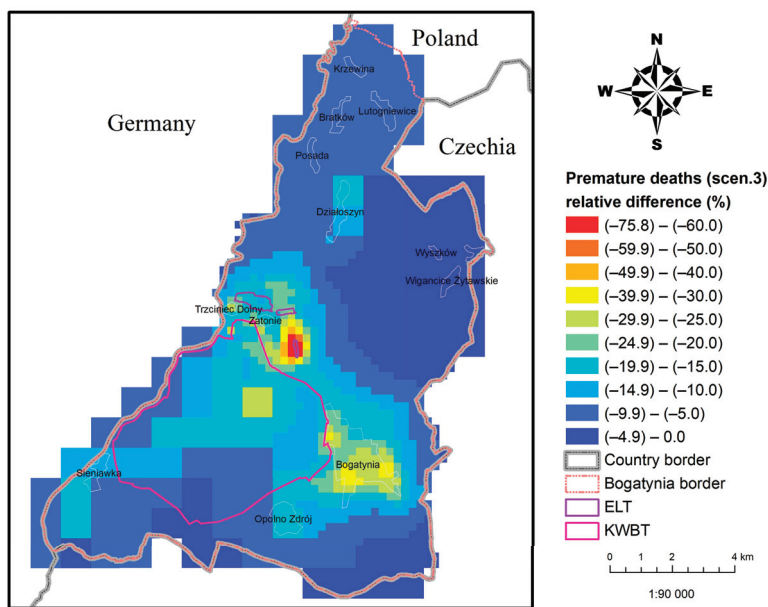 Poland
Germany
Czechia
Krzewina
Lutogniewice
Bratków
Posada
Działoszyn
Wyszków
Wigancice Żytawskie
Trzciniec Dolny
Zatonie
Sieniawka
Bogatynia
Opolno Zdrój
N
W
E
S
Premature deaths (scen.3)
relative difference (%)
(–75.8) – (–60.0)
(–59.9) – (–50.0)
(–49.9) – (–40.0)
(–39.9) – (–30.0)
(–29.9) – (–25.0)
(–24.9) – (–20.0)
(–19.9) – (–15.0)
(–14.9) – (–10.0)
(–9.9) – (–5.0)
(–4.9) – 0.0
Country border
Bogatynia border
ELT
KWBT
0 1 2 4 km
1:90 000